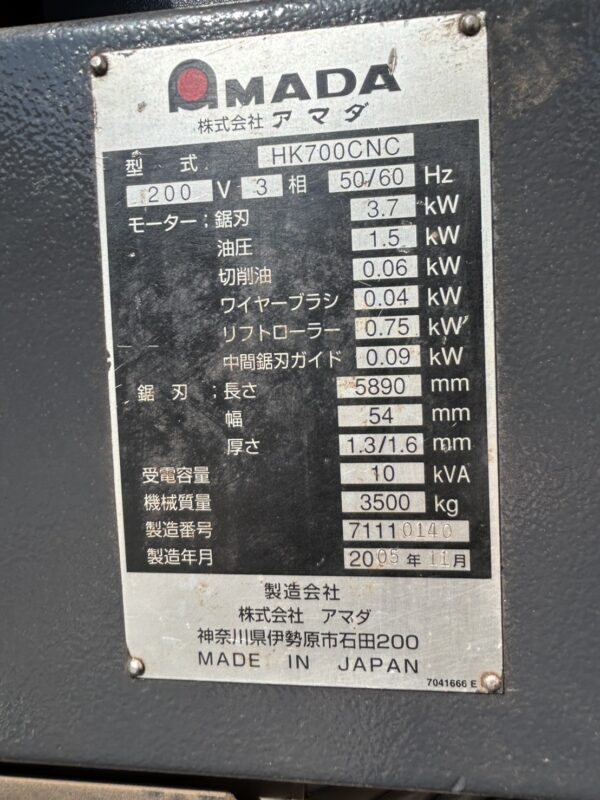 AMADA
株式会社 アマダ
型式 HK700CNC
200 V 3 相 50/60 Hz
モーター ; 鋸刃 3.7 kW
油圧 1.5 kW
切削油 0.06 kW
ワイヤーブラシ 0.04 kW
リフトローラー 0.75 kW
中間鋸刃ガイド 0.09 kW
鋸刃 ; 長さ 5890 mm
幅 54 mm
厚さ 1.3/1.6 mm
受電容量 10 kVA
機械質量 3500 kg
製造番号 71110140
製造年月 2005年11月
製造会社
株式会社 アマダ
神奈川県伊勢原市石田200
MADE IN JAPAN
7041666 E